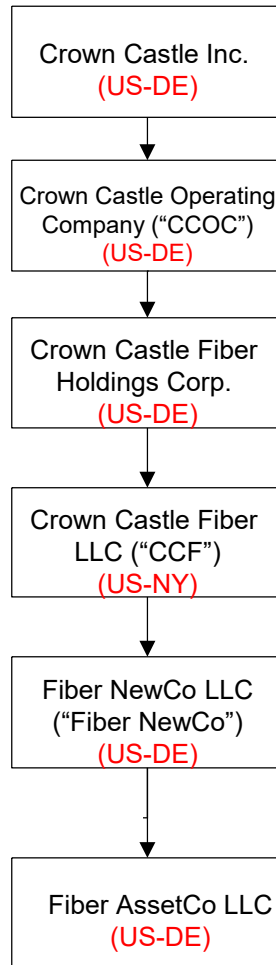 Crown Castle Inc.
(US-DE)
Crown Castle Operating
Company (“CCOC”)
(US-DE)
Crown Castle Fiber
Holdings Corp.
(US-DE)
Crown Castle Fiber
LLC (“CCF”)
(US-NY)
Fiber NewCo LLC
(“Fiber NewCo”)
(US-DE)
Fiber AssetCo LLC
(US-DE)